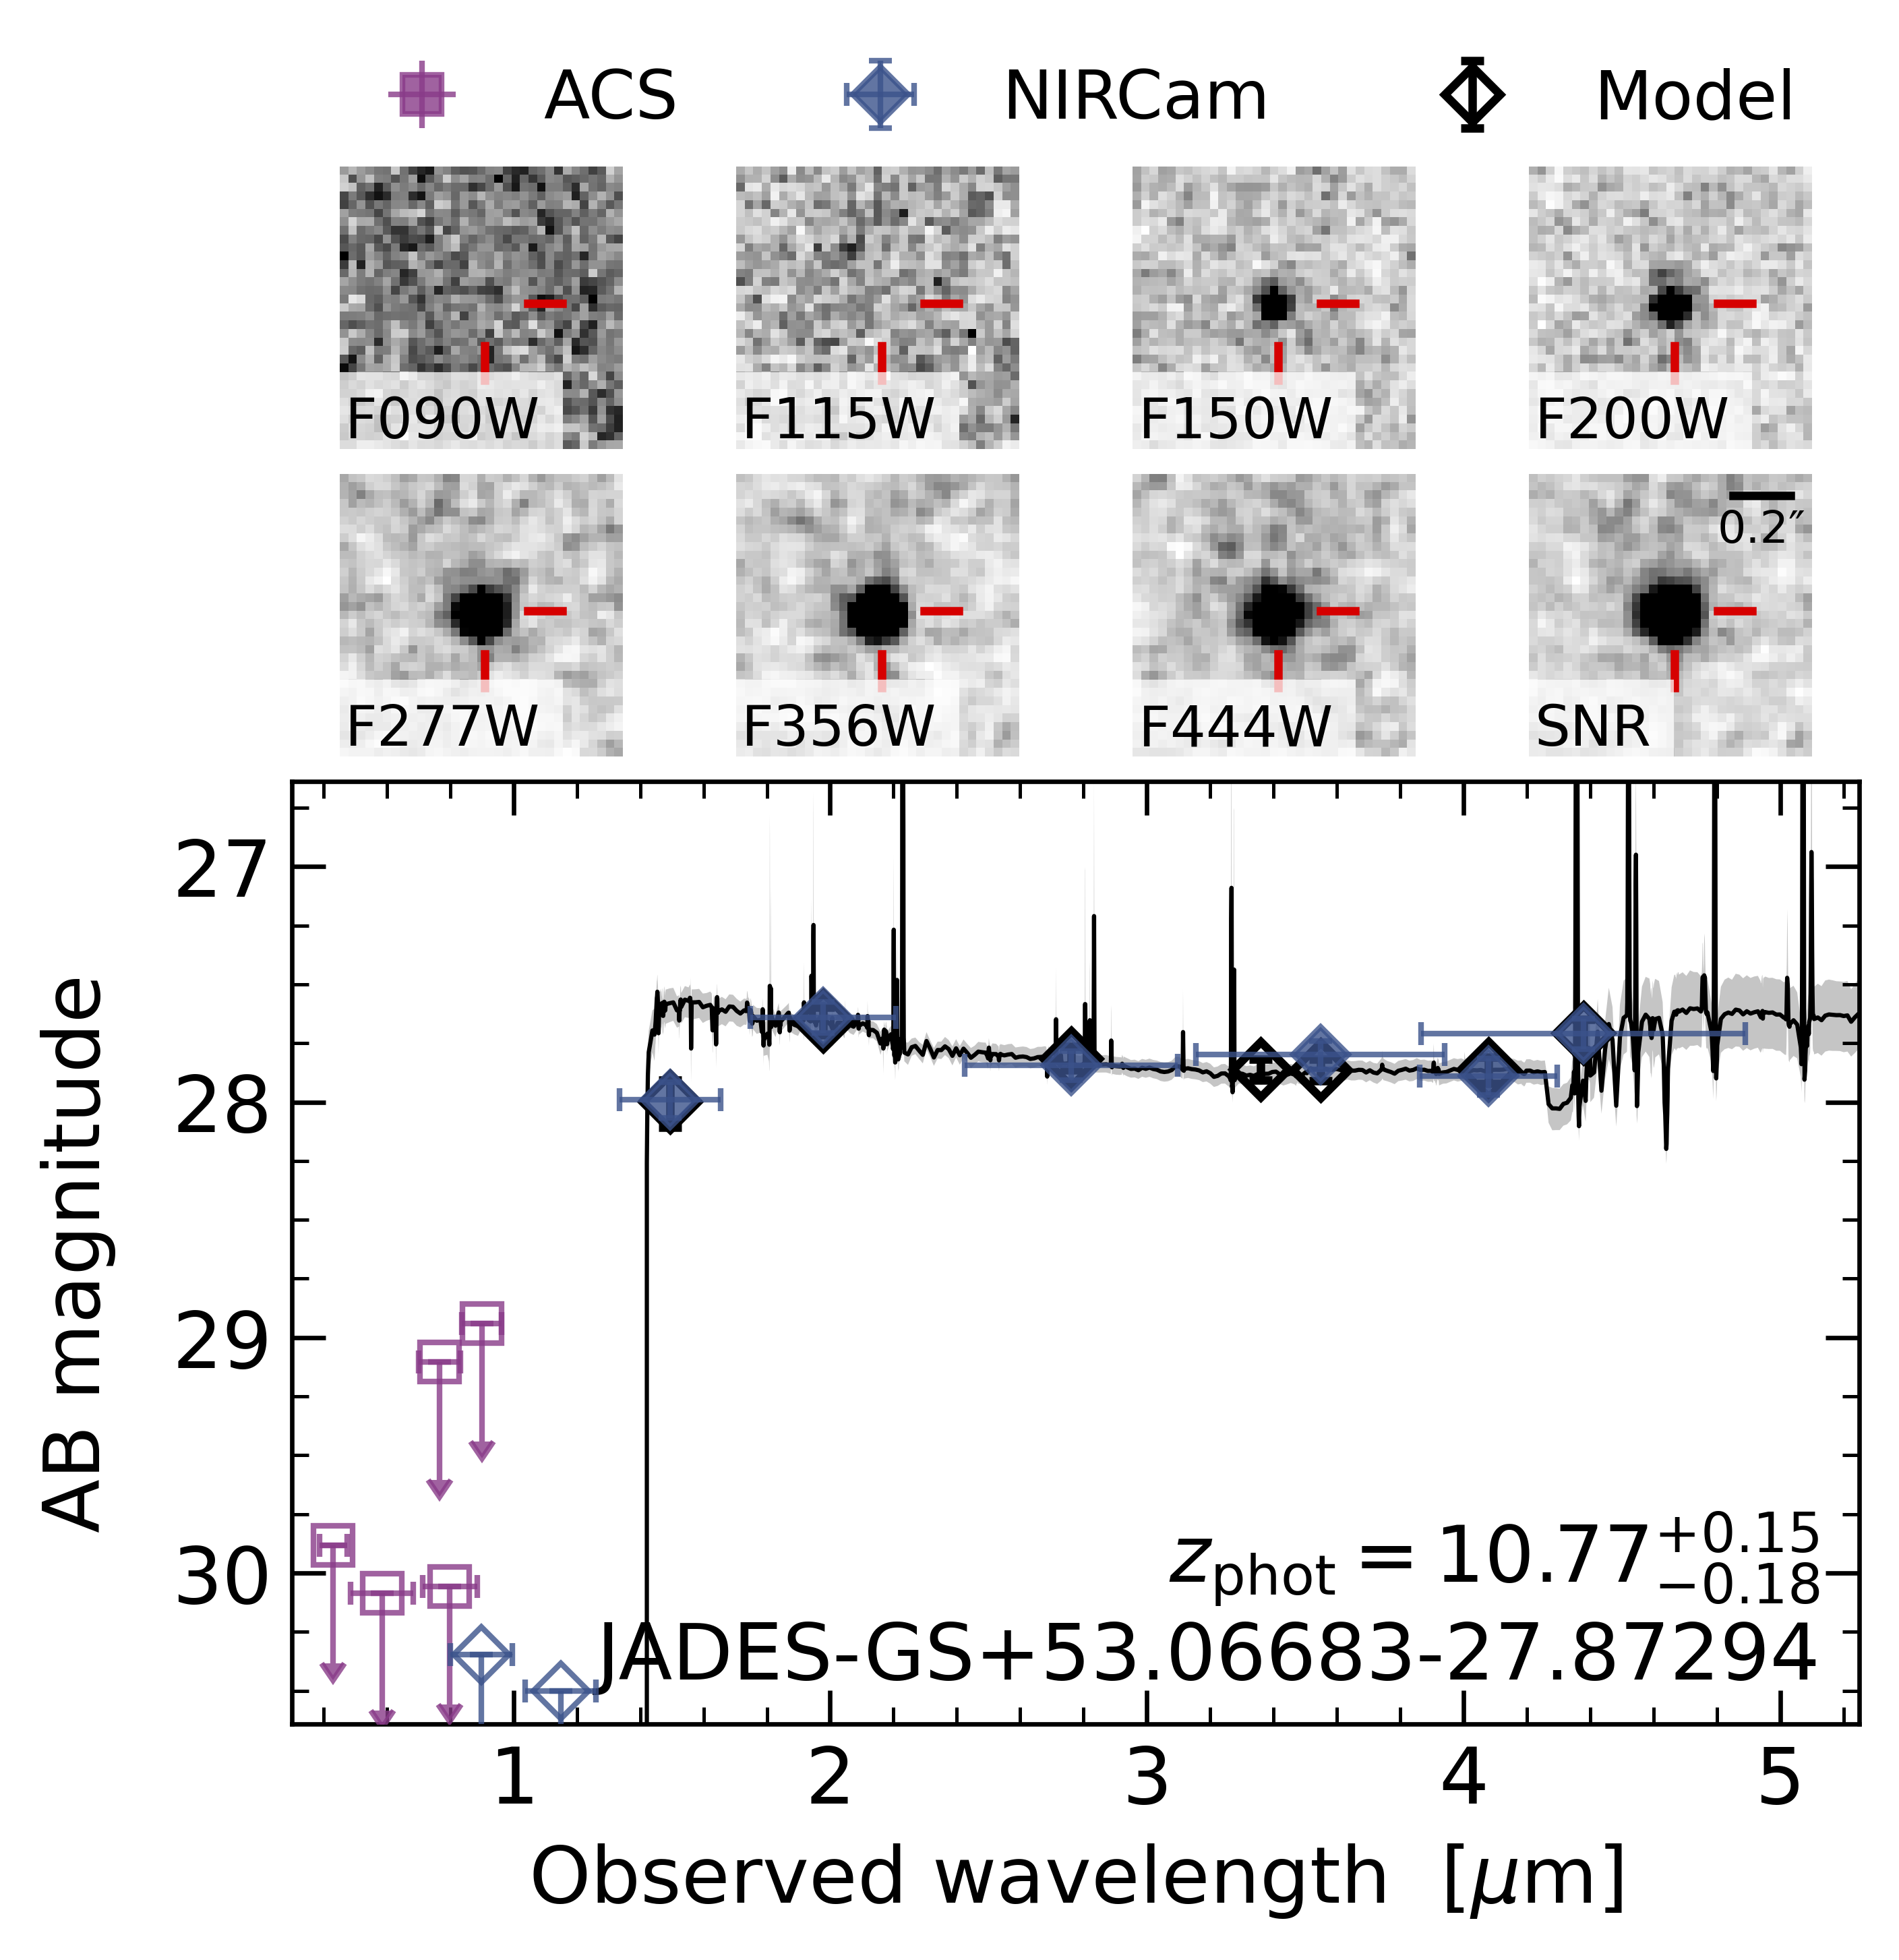 ACS NIRCam Model
F090W F115W F150W F200W
0.2″
F277W F356W F444W SNR
27
28
29
30
AB magnitude
z_phot = 10.77 +0.15 −0.18
JADES-GS+53.06683-27.87294
1 2 3 4 5
Observed wavelength [μm]